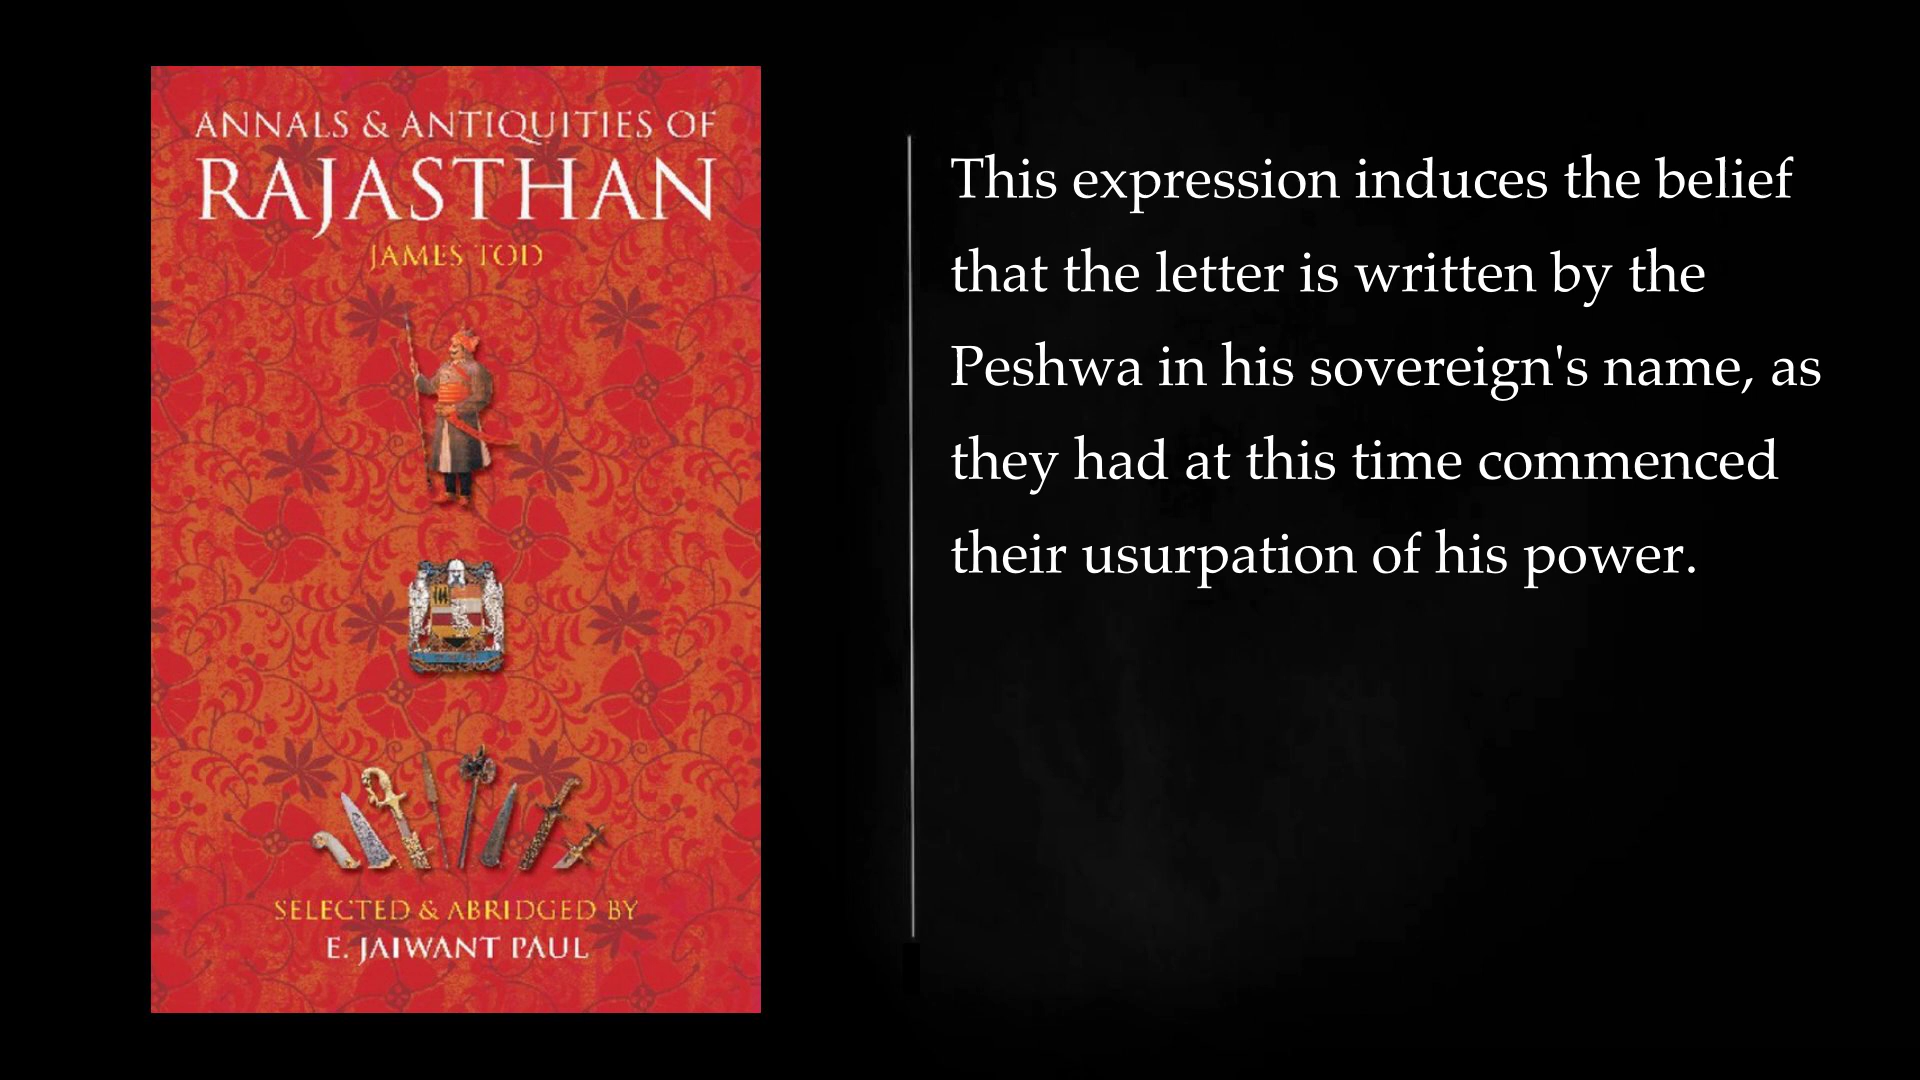 ANNALS & ANTIQUITIES OF
RAJASTHAN
JAMES TOD
SELECTED & ABRIDGED BY
E. JAIWANT PAUL
This expression induces the belief
that the letter is written by the
Peshwa in his sovereign's name, as
they had at this time commenced
their usurpation of his power.